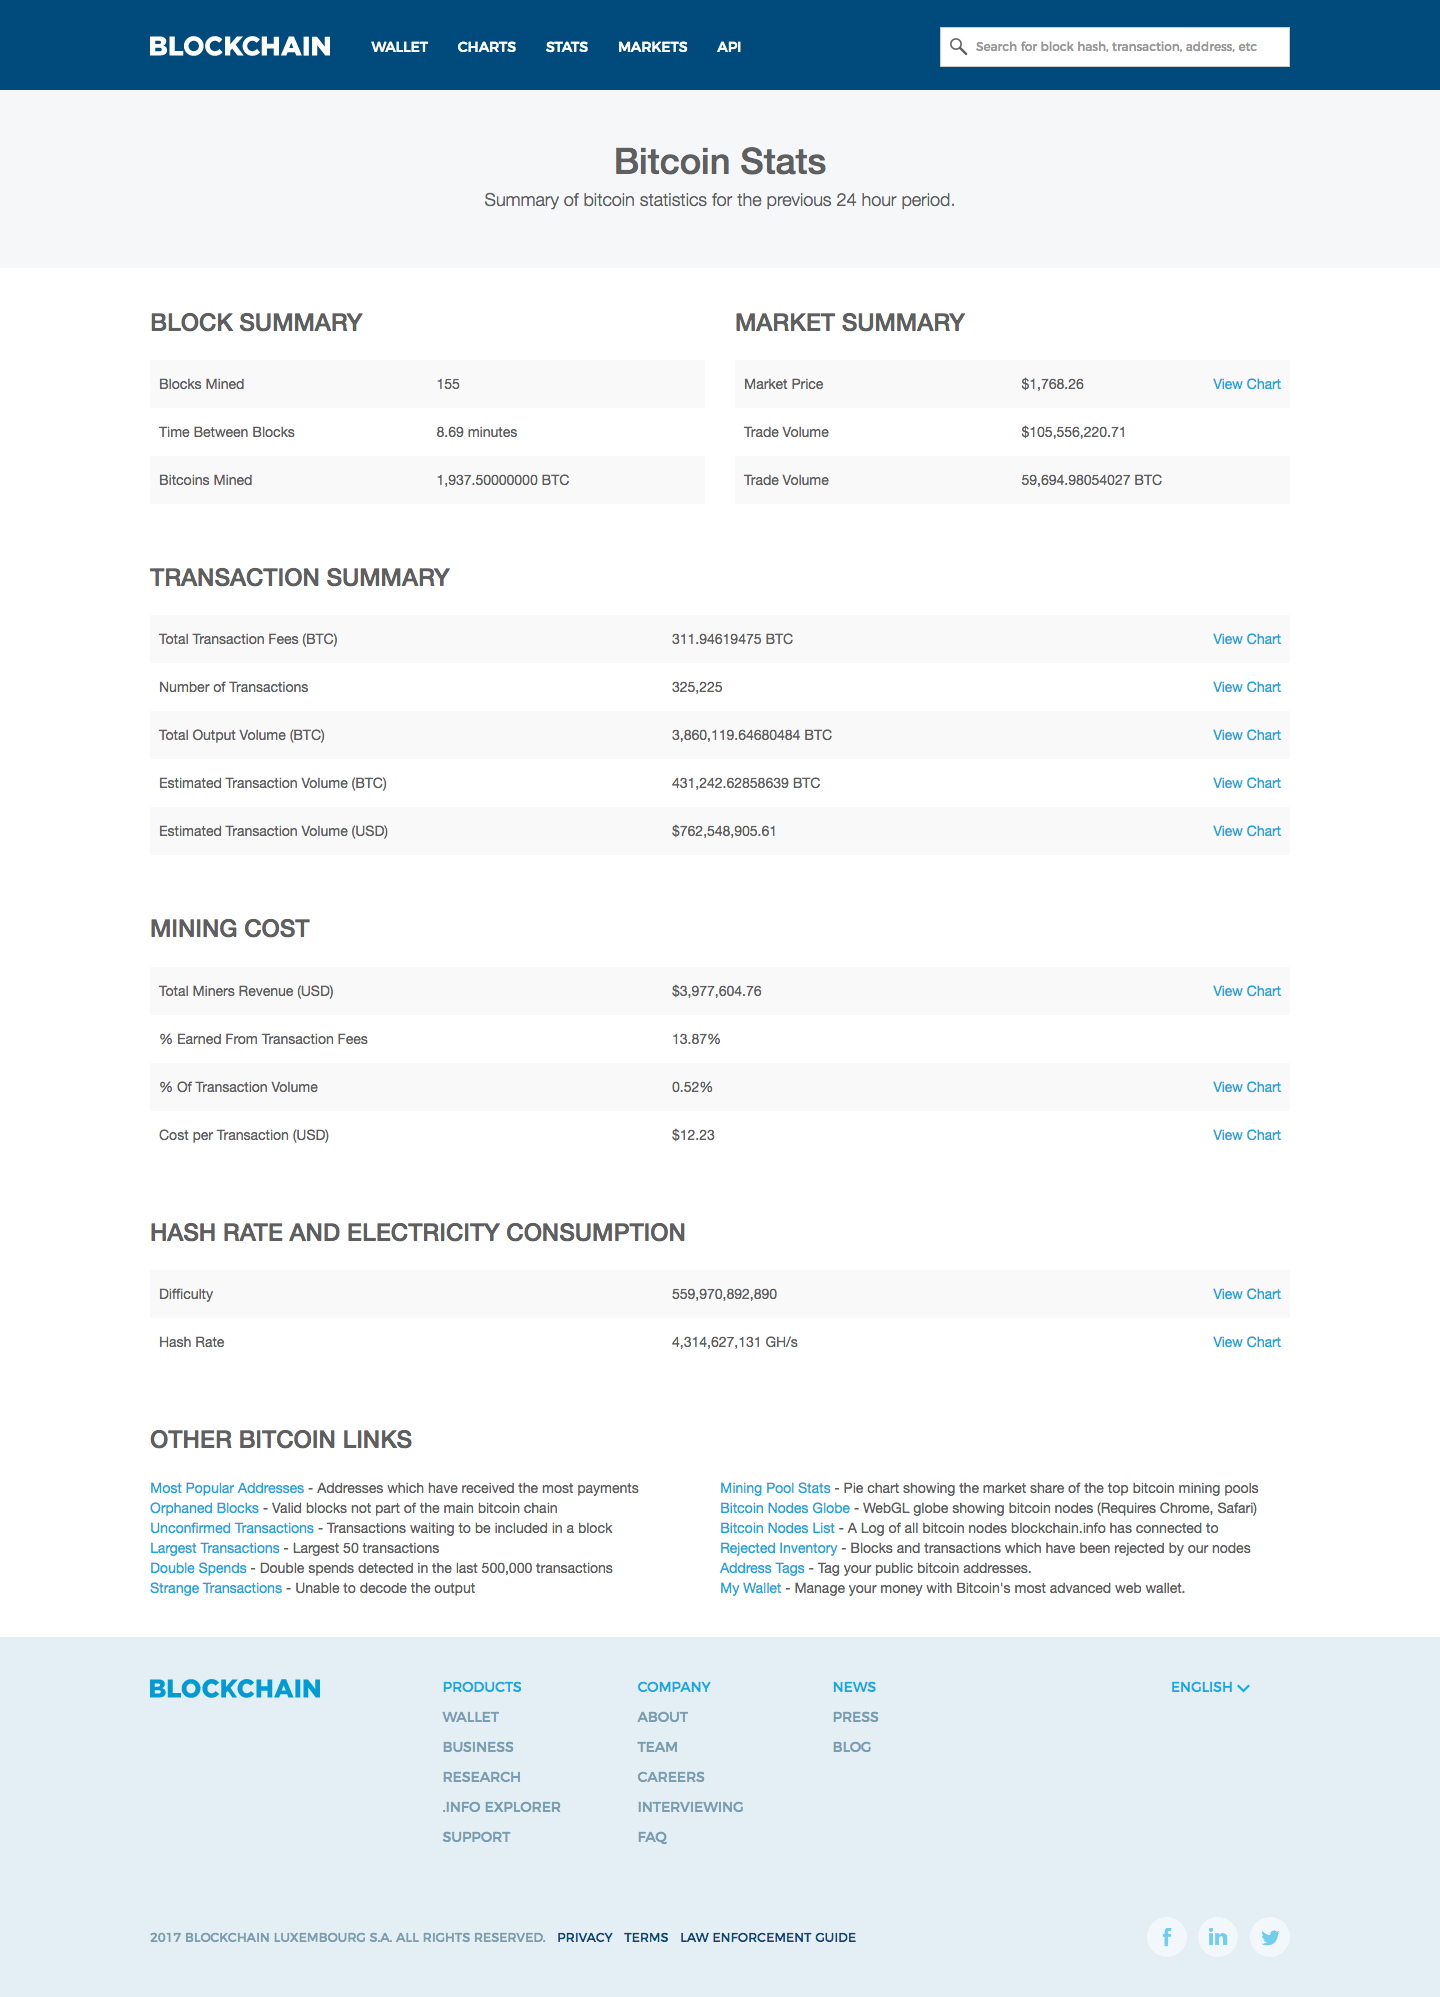 BLOCKCHAIN WALLET CHARTS STATS MARKETS API Search for block hash, transaction, address, etc
Bitcoin Stats
Summary of bitcoin statistics for the previous 24 hour period.
BLOCK SUMMARY
Blocks Mined 155
Time Between Blocks 8.69 minutes
Bitcoins Mined 1,937.50000000 BTC
MARKET SUMMARY
Market Price $1,768.26 View Chart
Trade Volume $105,556,220.71
Trade Volume 59,694.98054027 BTC
TRANSACTION SUMMARY
Total Transaction Fees (BTC) 311.94619475 BTC View Chart
Number of Transactions 325,225 View Chart
Total Output Volume (BTC) 3,860,119.64680484 BTC View Chart
Estimated Transaction Volume (BTC) 431,242.62858639 BTC View Chart
Estimated Transaction Volume (USD) $762,548,905.61 View Chart
MINING COST
Total Miners Revenue (USD) $3,977,604.76 View Chart
% Earned From Transaction Fees 13.87%
% Of Transaction Volume 0.52% View Chart
Cost per Transaction (USD) $12.23 View Chart
HASH RATE AND ELECTRICITY CONSUMPTION
Difficulty 559,970,892,890 View Chart
Hash Rate 4,314,627,131 GH/s View Chart
OTHER BITCOIN LINKS
Most Popular Addresses - Addresses which have received the most payments
Orphaned Blocks - Valid blocks not part of the main bitcoin chain
Unconfirmed Transactions - Transactions waiting to be included in a block
Largest Transactions - Largest 50 transactions
Double Spends - Double spends detected in the last 500,000 transactions
Strange Transactions - Unable to decode the output
Mining Pool Stats - Pie chart showing the market share of the top bitcoin mining pools
Bitcoin Nodes Globe - WebGL globe showing bitcoin nodes (Requires Chrome, Safari)
Bitcoin Nodes List - A Log of all bitcoin nodes blockchain.info has connected to
Rejected Inventory - Blocks and transactions which have been rejected by our nodes
Address Tags - Tag your public bitcoin addresses.
My Wallet - Manage your money with Bitcoin's most advanced web wallet.
BLOCKCHAIN
PRODUCTS
WALLET
BUSINESS
RESEARCH
.INFO EXPLORER
SUPPORT
COMPANY
ABOUT
TEAM
CAREERS
INTERVIEWING
FAQ
NEWS
PRESS
BLOG
ENGLISH
2017 BLOCKCHAIN LUXEMBOURG S.A. ALL RIGHTS RESERVED. PRIVACY TERMS LAW ENFORCEMENT GUIDE
f in